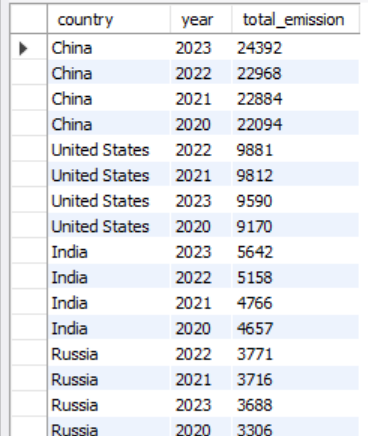 country year total_emission
China 2023 24392
China 2022 22968
China 2021 22884
China 2020 22094
United States 2022 9881
United States 2021 9812
United States 2023 9590
United States 2020 9170
India 2023 5642
India 2022 5158
India 2021 4766
India 2020 4657
Russia 2022 3771
Russia 2021 3716
Russia 2023 3688
Russia 2020 3306